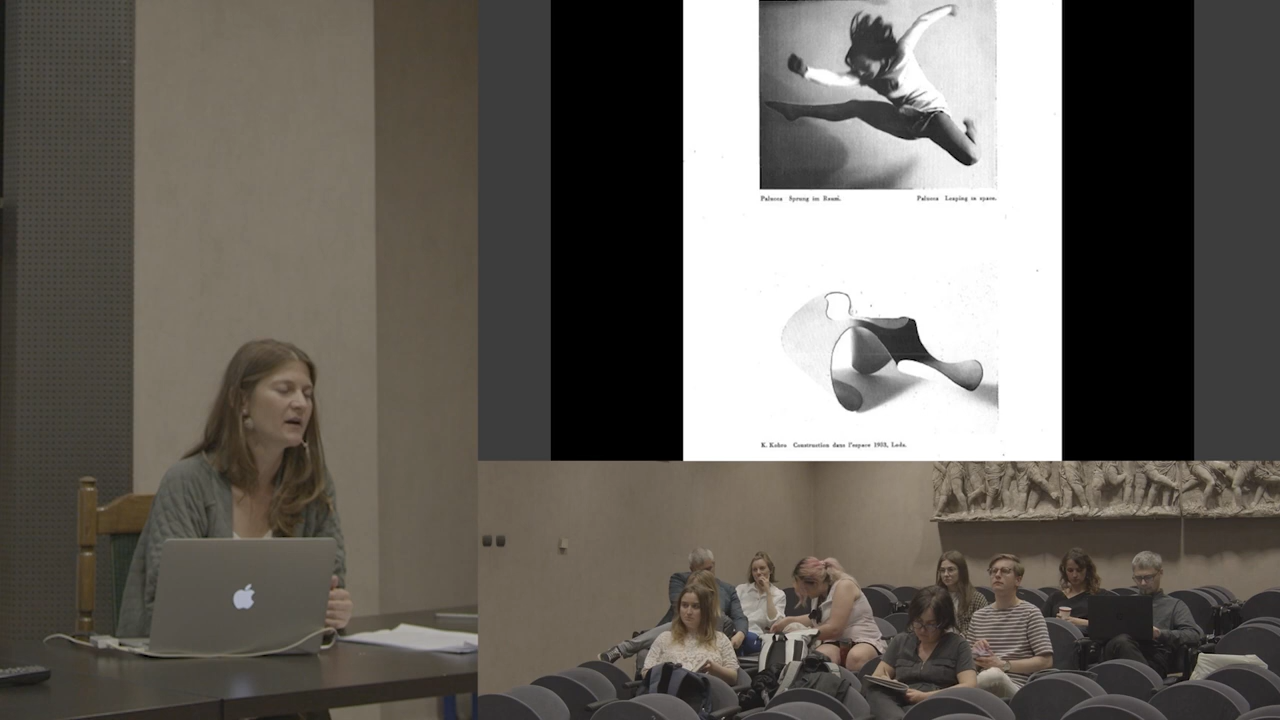 Palucca Sprung im Raum.
Palucca Leaping in space.
K. Kobro Construction dans l'espace 1933, Lodz.